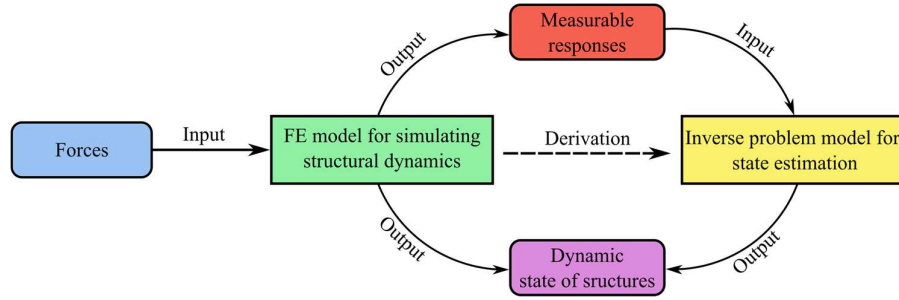 Measurable
responses
Output
Input
Forces
Input
FE model for simulating
structural dynamics
Derivation
Inverse problem model for
state estimation
Output
Output
Dynamic
state of sructures